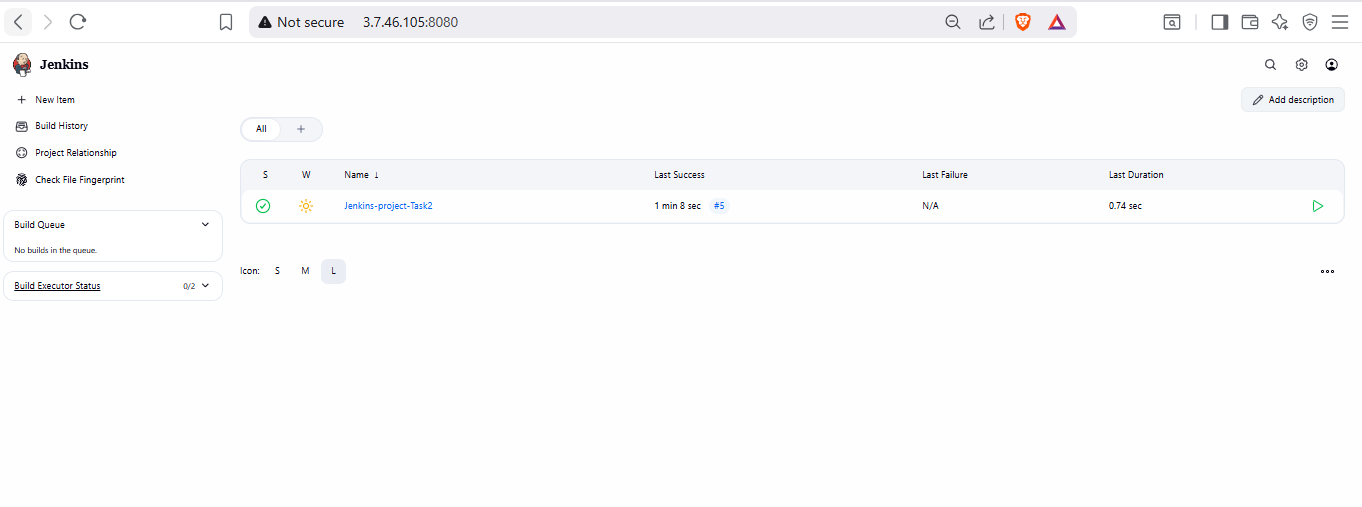 Not secure 3.7.46.105:8080
Jenkins
New Item
Add description
Build History
All +
Project Relationship
Check File Fingerprint
S W Name ↓ Last Success Last Failure Last Duration
Jenkins-project-Task2 1 min 8 sec #5 N/A 0.74 sec
Build Queue
No builds in the queue.
Icon: S M L
Build Executor Status 0/2